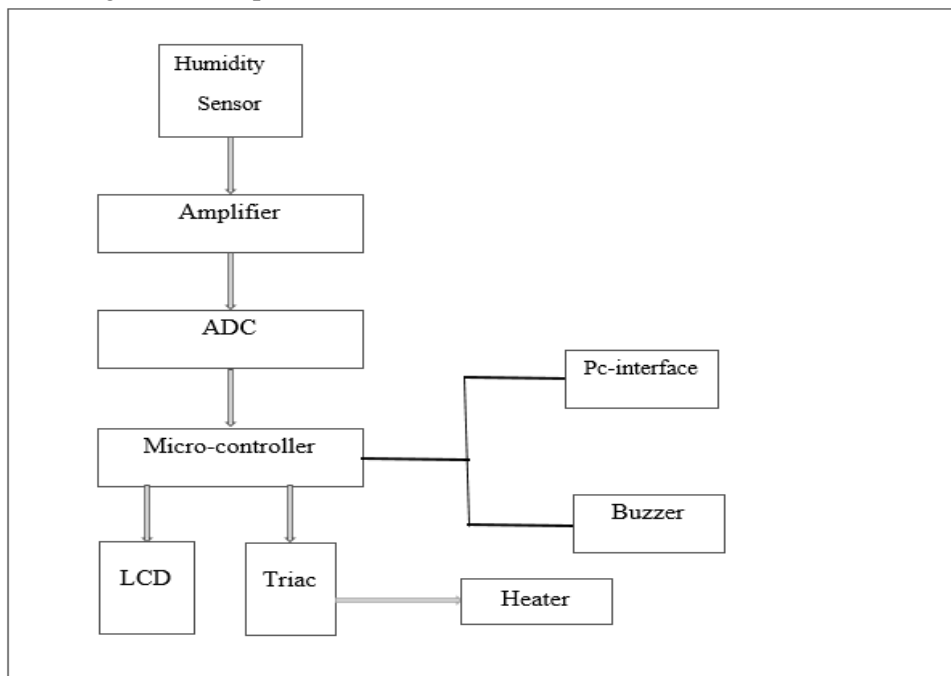 Humidity
Sensor
Amplifier
ADC
Micro-controller
Pc-interface
Buzzer
LCD
Triac
Heater